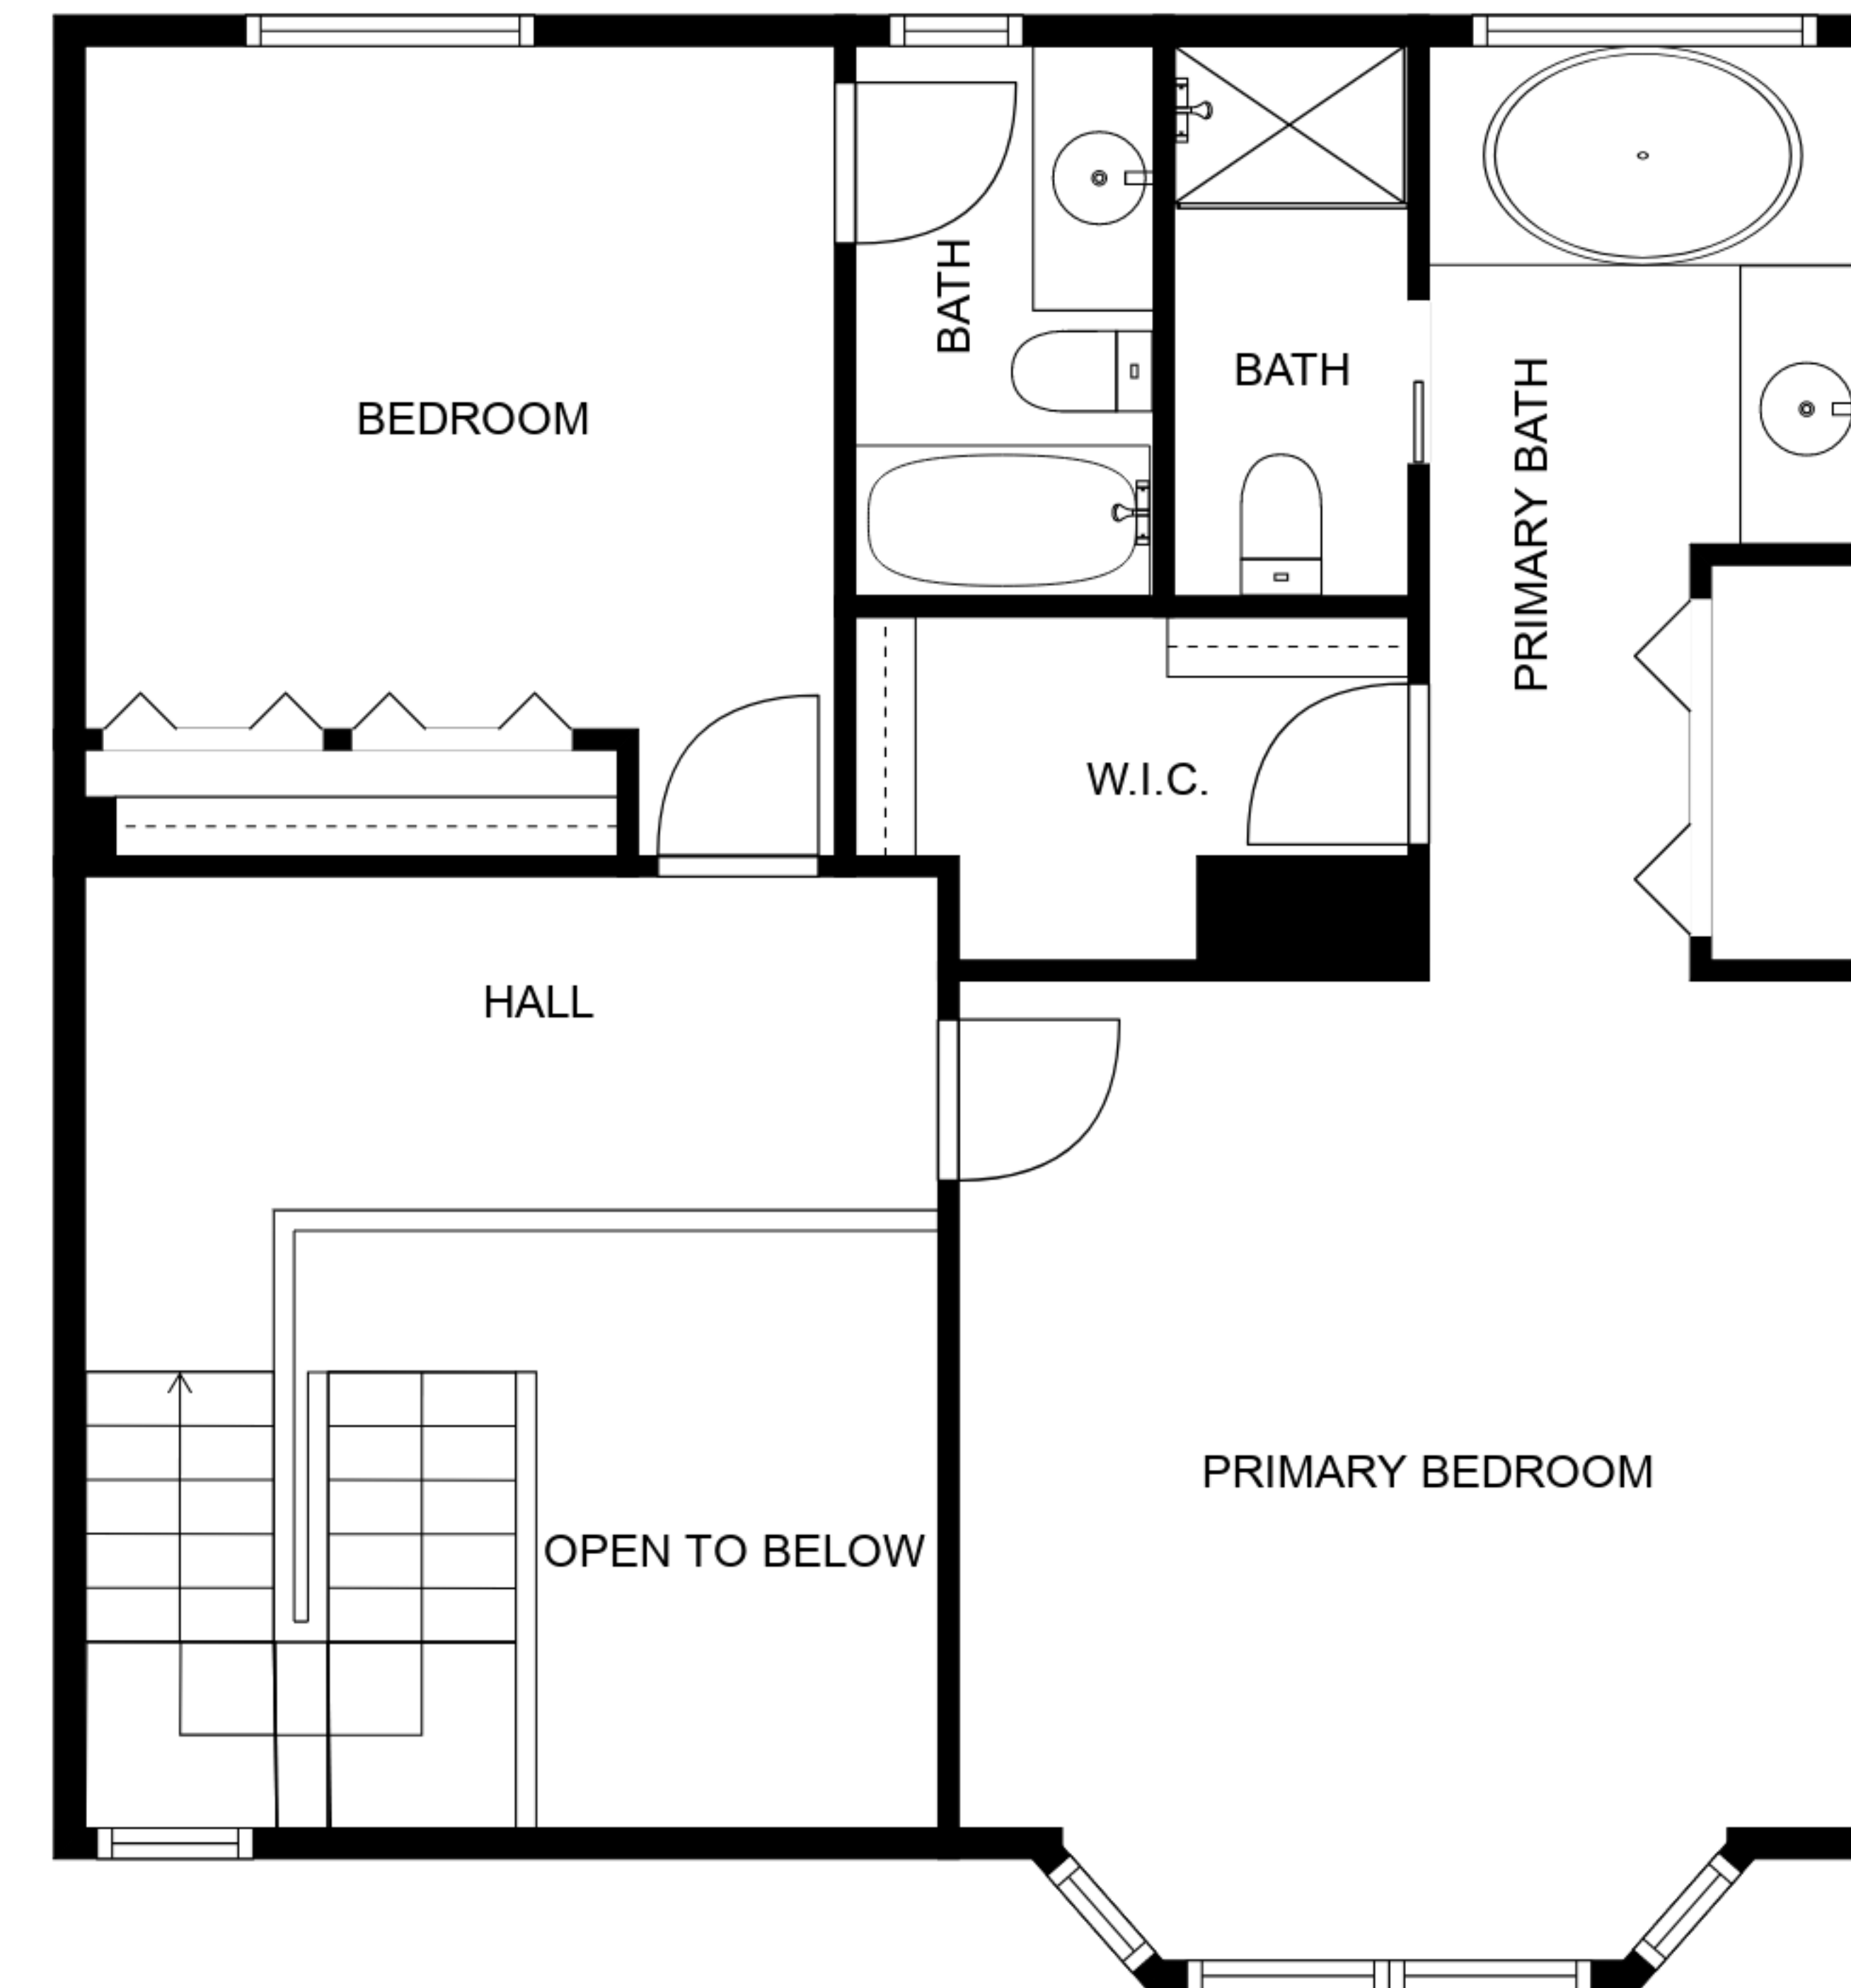 BATH
BATH
BEDROOM
PRIMARY BATH
W.I.C.
HALL
PRIMARY BEDROOM
OPEN TO BELOW